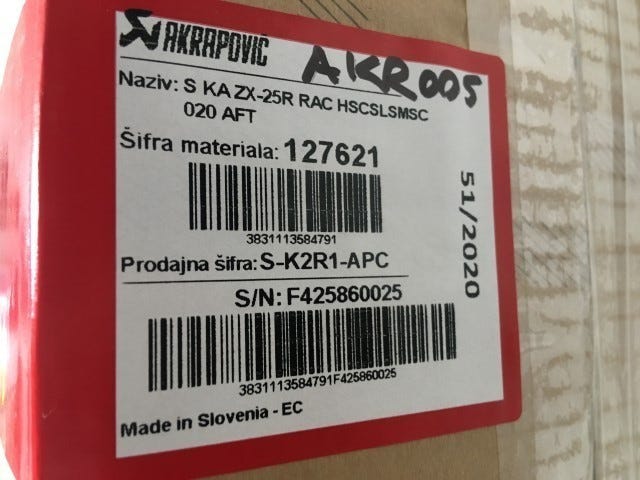 AKRAPOVIČ
AKR005
Naziv: S KA ZX-25R RAC HSCSLSMSC
020 AFT
Šifra materiala: 127621
3831113584791
Prodajna šifra: S-K2R1-APC
S/N: F425860025
3831113584791F425860025
Made in Slovenia - EC
51/2020